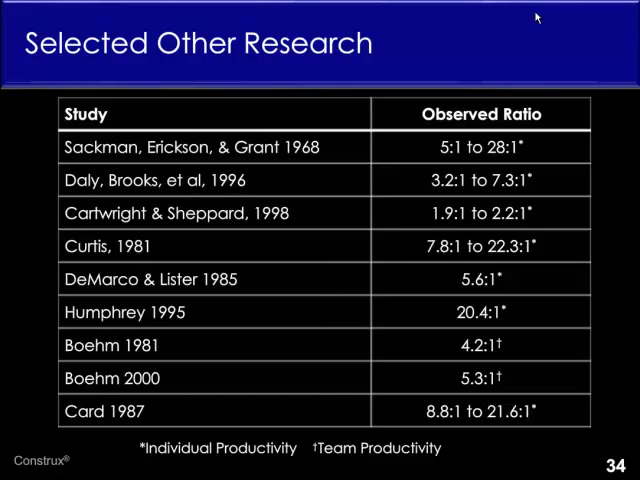 Selected Other Research
Study Observed Ratio
Sackman, Erickson, & Grant 1968 5:1 to 28:1*
Daly, Brooks, et al, 1996 3.2:1 to 7.3:1*
Cartwright & Sheppard, 1998 1.9:1 to 2.2:1*
Curtis, 1981 7.8:1 to 22.3:1*
DeMarco & Lister 1985 5.6:1*
Humphrey 1995 20.4:1*
Boehm 1981 4.2:1†
Boehm 2000 5.3:1†
Card 1987 8.8:1 to 21.6:1*
*Individual Productivity †Team Productivity
Construx®
34